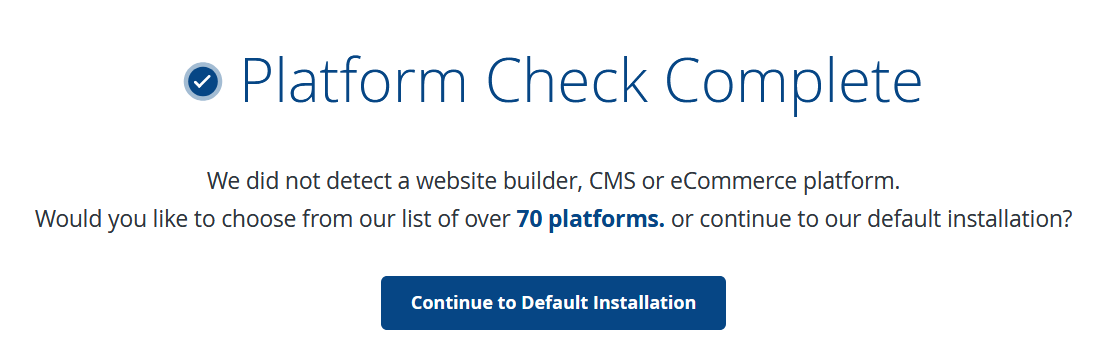 Platform Check Complete
We did not detect a website builder, CMS or eCommerce platform.
Would you like to choose from our list of over 70 platforms. or continue to our default installation?
Continue to Default Installation